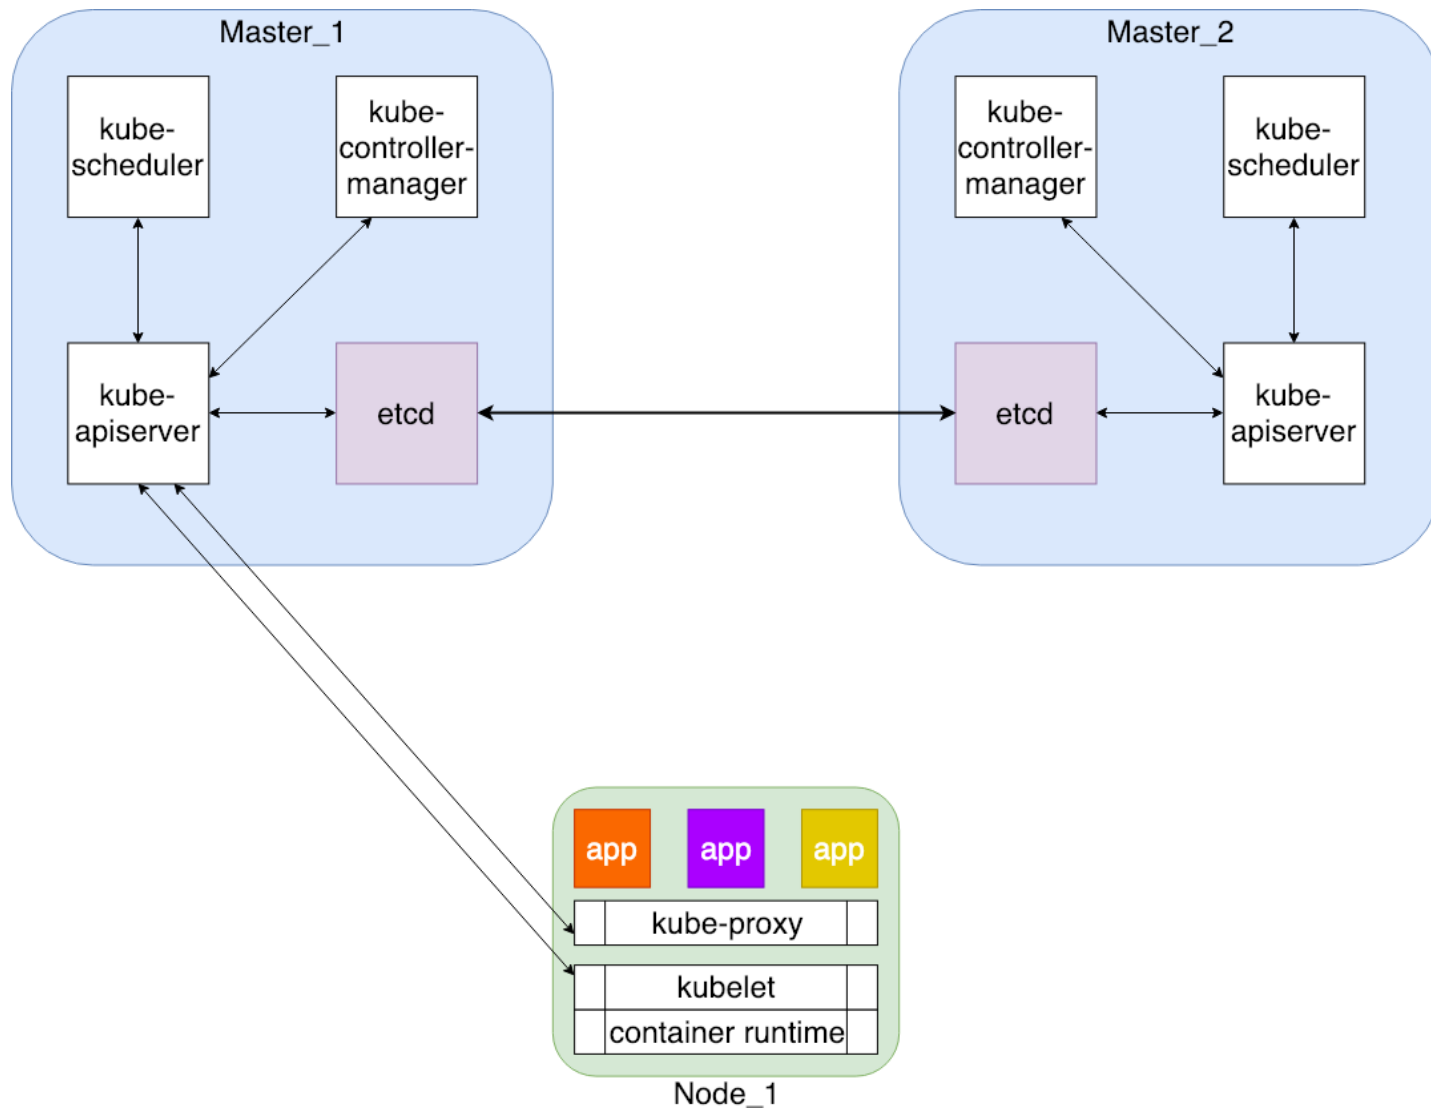 Master_1
kube-
scheduler
kube-
controller-
manager
kube-
apiserver
etcd
Master_2
kube-
controller-
manager
kube-
scheduler
etcd
kube-
apiserver
app
app
app
kube-proxy
kubelet
container runtime
Node_1